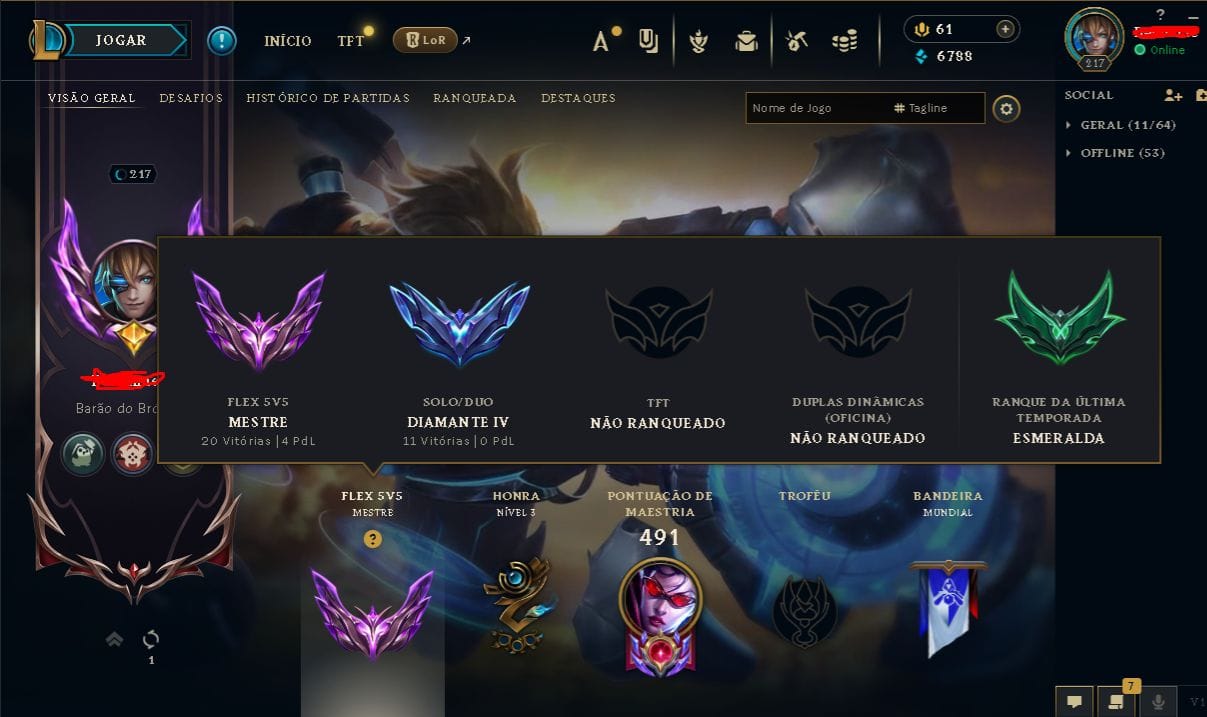 JOGAR
INÍCIO
TFT
LoR
61
6788
?
217
Online
VISÃO GERAL
DESAFIOS
HISTÓRICO DE PARTIDAS
RANQUEADA
DESTAQUES
Nome de Jogo
# Tagline
SOCIAL
GERAL (11/64)
OFFLINE (53)
217
Barão do
FLEX 5V5
MESTRE
20 Vitórias | 4 PdL
SOLO/DUO
DIAMANTE IV
11 Vitórias | 0 PdL
TFT
NÃO RANQUEADO
DUPLAS DINÂMICAS
(OFICINA)
NÃO RANQUEADO
RANQUE DA ÚLTIMA
TEMPORADA
ESMERALDA
FLEX 5V5
MESTRE
?
HONRA
NÍVEL 3
PONTUAÇÃO DE
MAESTRIA
491
TROFÉU
BANDEIRA
MUNDIAL
1
7
V1